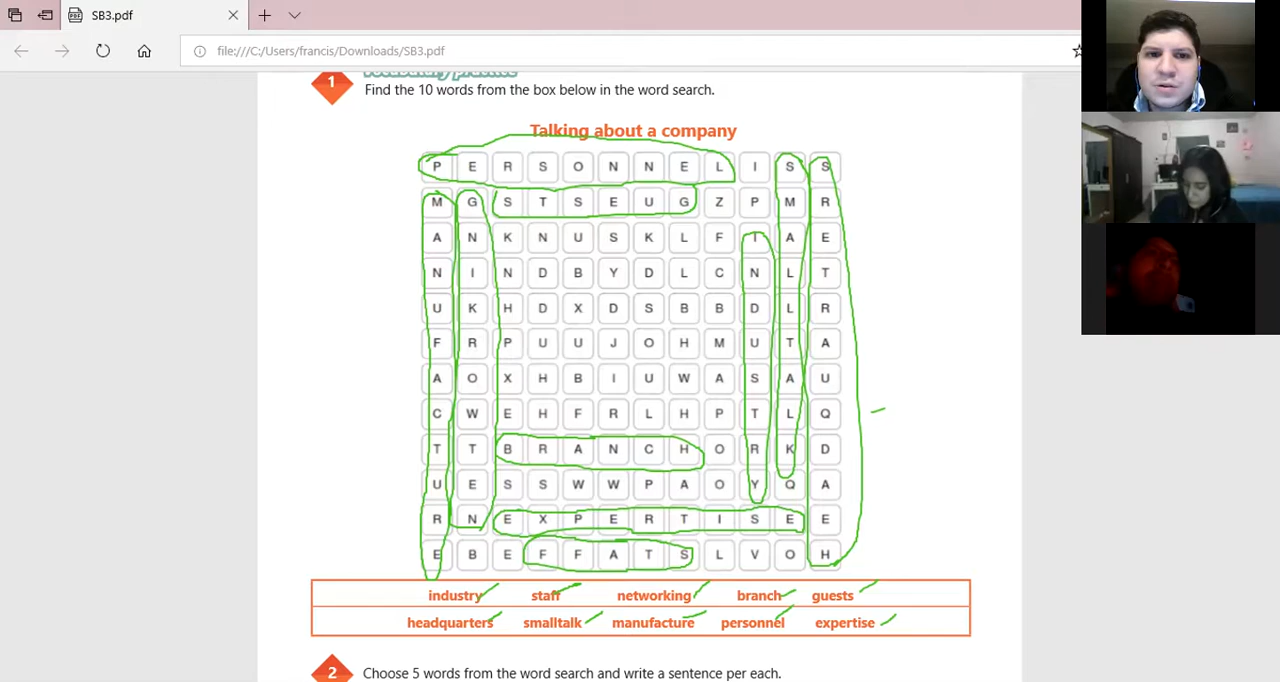 SB3.pdf
file:///C:/Users/francis/Downloads/SB3.pdf
1 Vocabulary practice
Find the 10 words from the box below in the word search.
Talking about a company
P E R S O N N E L I S S
M G S T S E U G Z P M R
A N K N U S K L F I A E
N I N D B Y D L C N L T
U K H D X D S B B D L R
F R P U U J O H M U T A
A O X H B I U W A S A U
C W E H F R L H P T L Q
T T B R A N C H O R K D
U E S S W W P A O Y Q A
R N E X P E R T I S E E
E B E F F A T S L V O H
industry staff networking branch guests
headquarters smalltalk manufacture personnel expertise
2 Choose 5 words from the word search and write a sentence per each.